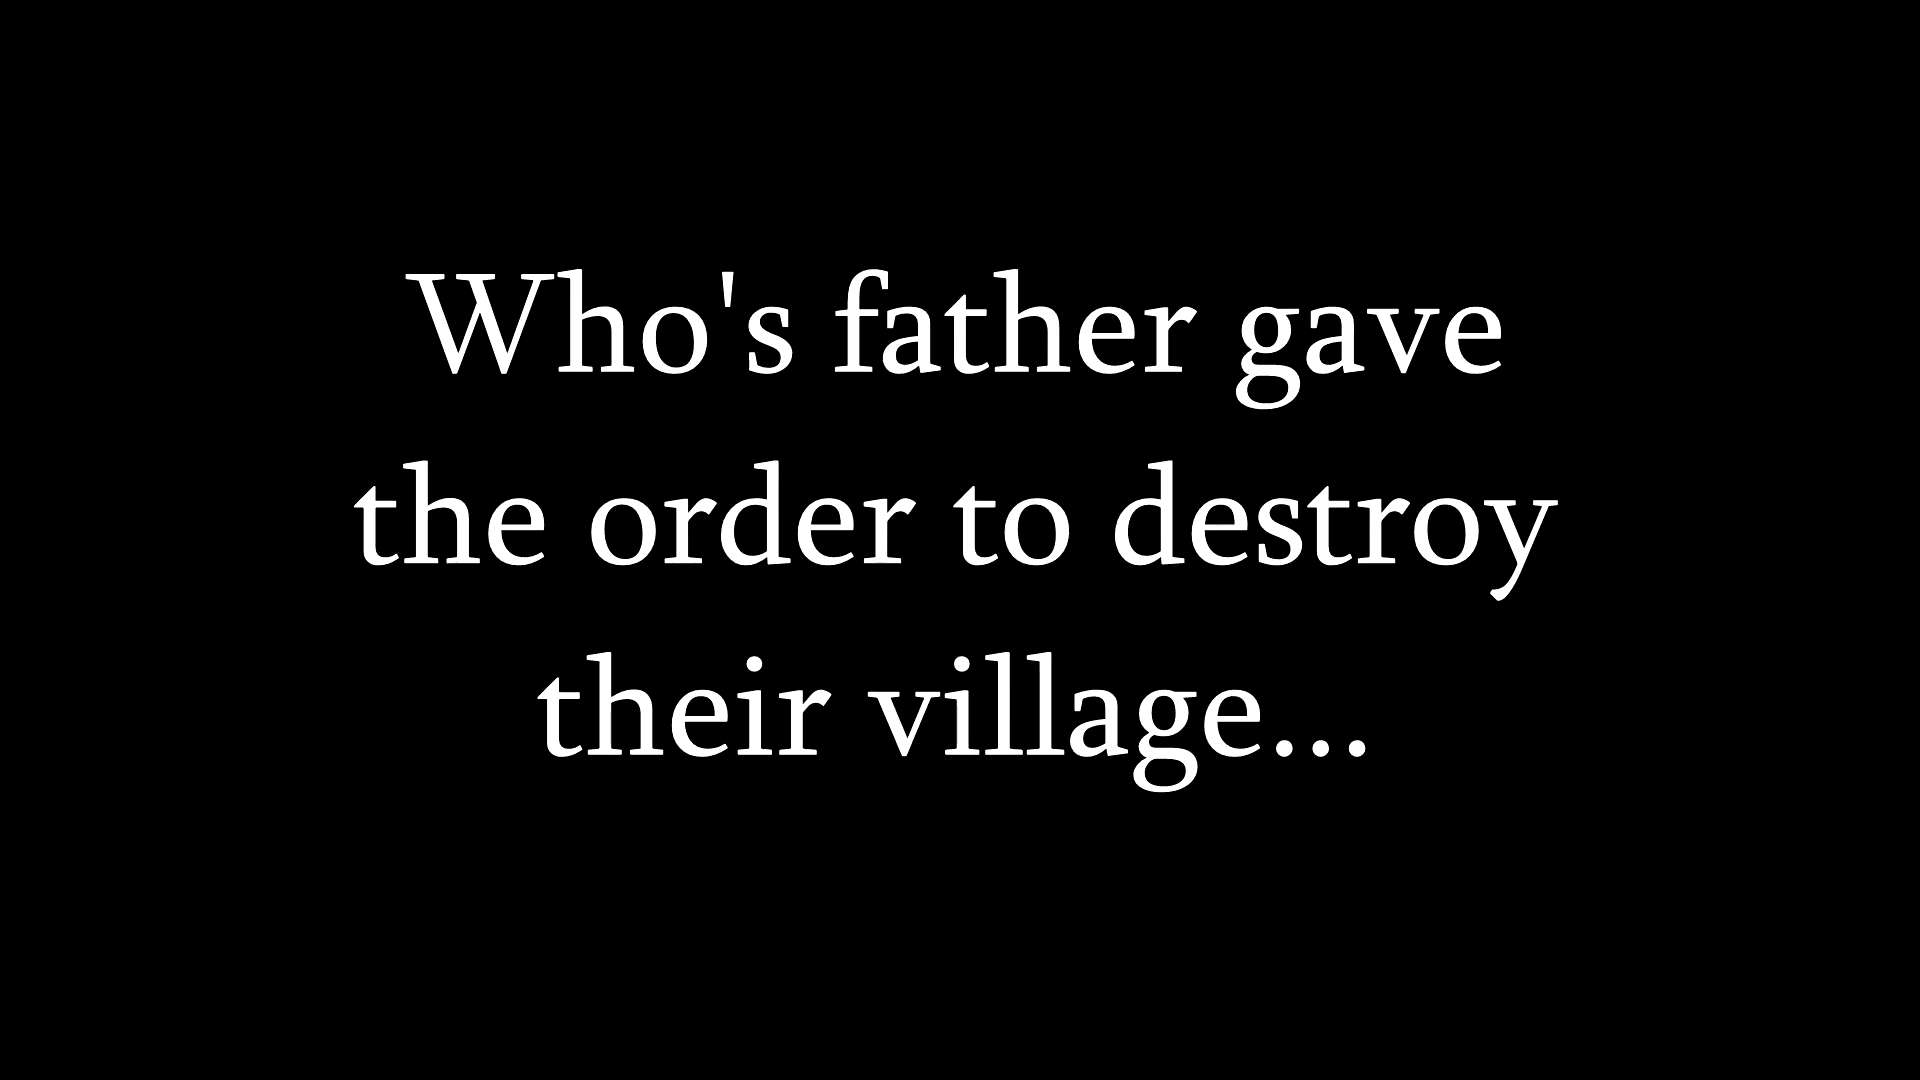 Who's father gave
the order to destroy
their village...